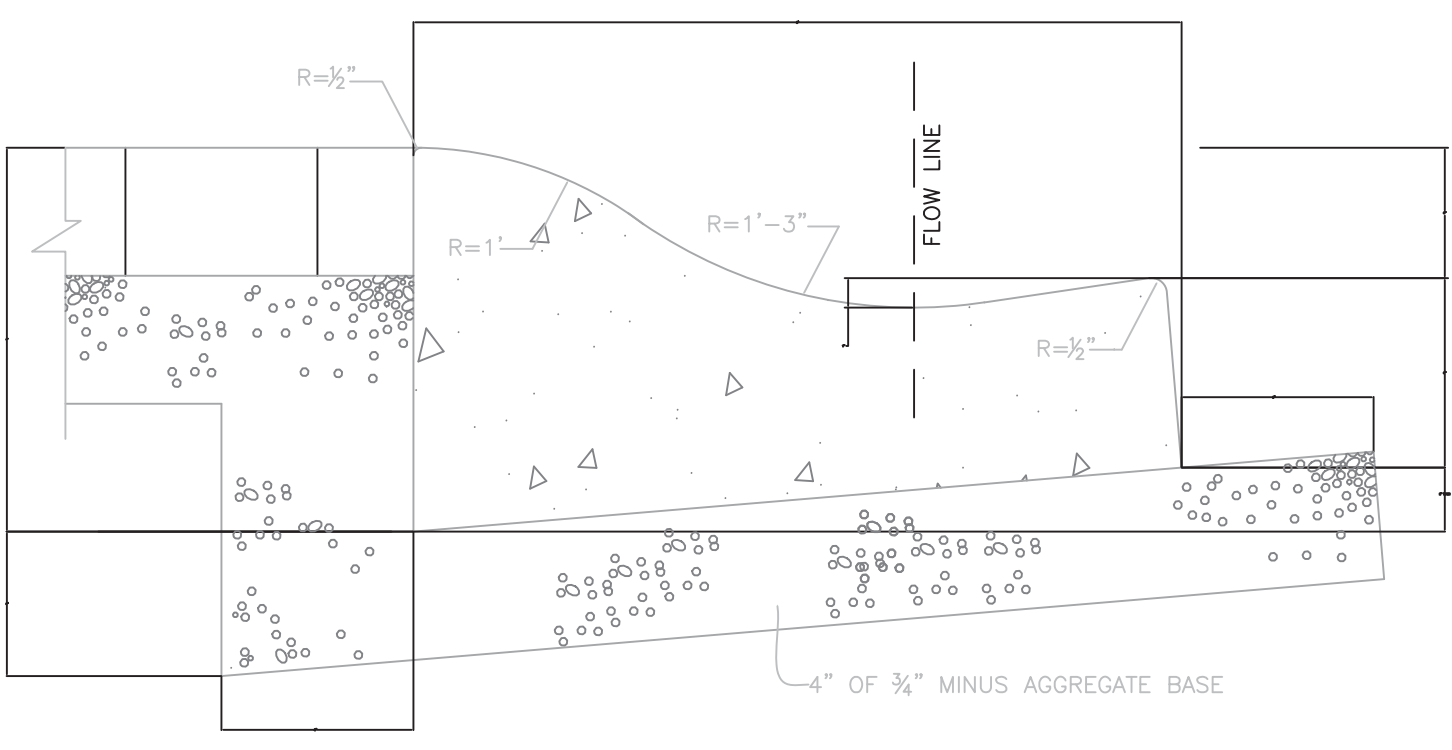 R=½"
FLOW LINE
R=1'-3"
R=1'
R=½"
4" OF ¾" MINUS AGGREGATE BASE